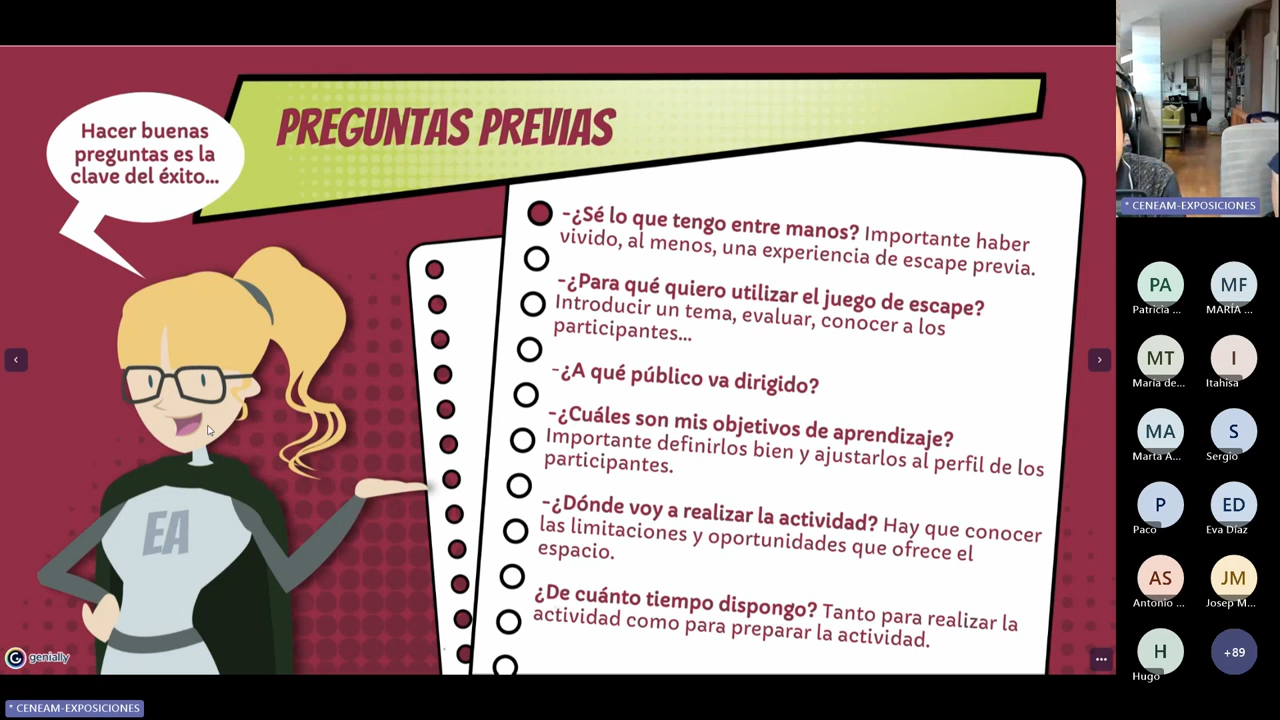 Hacer buenas
preguntas es la
clave del éxito...
PREGUNTAS PREVIAS
-¿Sé lo que tengo entre manos? Importante haber
vivido, al menos, una experiencia de escape previa.
-¿Para qué quiero utilizar el juego de escape?
Introducir un tema, evaluar, conocer a los
participantes...
-¿A qué público va dirigido?
-¿Cuáles son mis objetivos de aprendizaje?
Importante definirlos bien y ajustarlos al perfil de los
participantes.
-¿Dónde voy a realizar la actividad? Hay que conocer
las limitaciones y oportunidades que ofrece el
espacio.
¿De cuánto tiempo dispongo? Tanto para realizar la
actividad como para preparar la actividad.
EA
genially
* CENEAM-EXPOSICIONES
* CENEAM-EXPOSICIONES
PA
Patricia ...
MF
MARÍA ...
MT
María de...
I
Itahisa
MA
Marta A...
S
Sergio
P
Paco
ED
Eva Díaz
AS
Antonio ...
JM
Josep M...
H
Hugo
+89